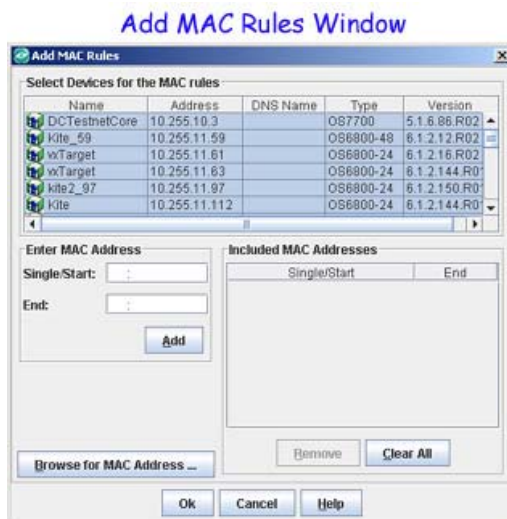 Add MAC Rules Window
Add MAC Rules
Select Devices for the MAC rules
Name Address DNS Name Type Version
DCTestnetCore 10.255.10.3 OS7700 5.1.6.86.R02
Kite_59 10.255.11.59 OS6800-48 6.1.2.12.R02
vxTarget 10.255.11.61 OS6800-24 6.1.2.16.R02
vxTarget 10.255.11.63 OS6800-24 6.1.2.144.R0
kite2_97 10.255.11.97 OS6800-24 6.1.2.150.R0
Kite 10.255.11.112 OS6800-24 6.1.2.144.R0
Enter MAC Address
Single/Start: :
End: :
Add
Browse for MAC Address ...
Included MAC Addresses
Single/Start End
Remove Clear All
Ok Cancel Help